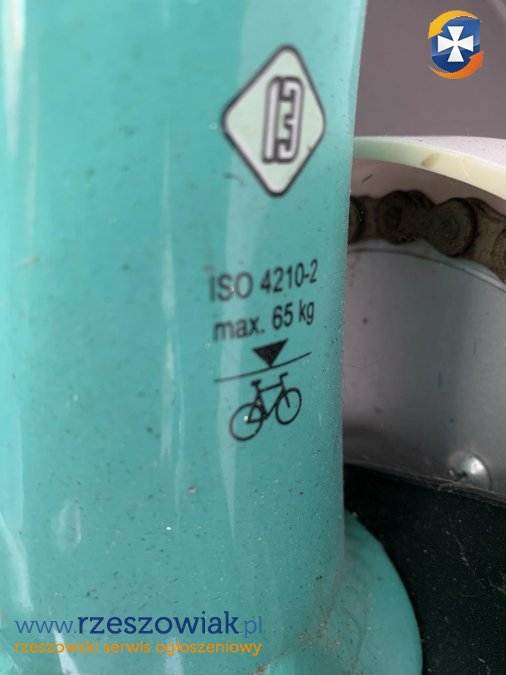 ISO 4210-2
max. 65 kg
www.rzeszowiak.pl
rzeszowski serwis ogłoszeniowy